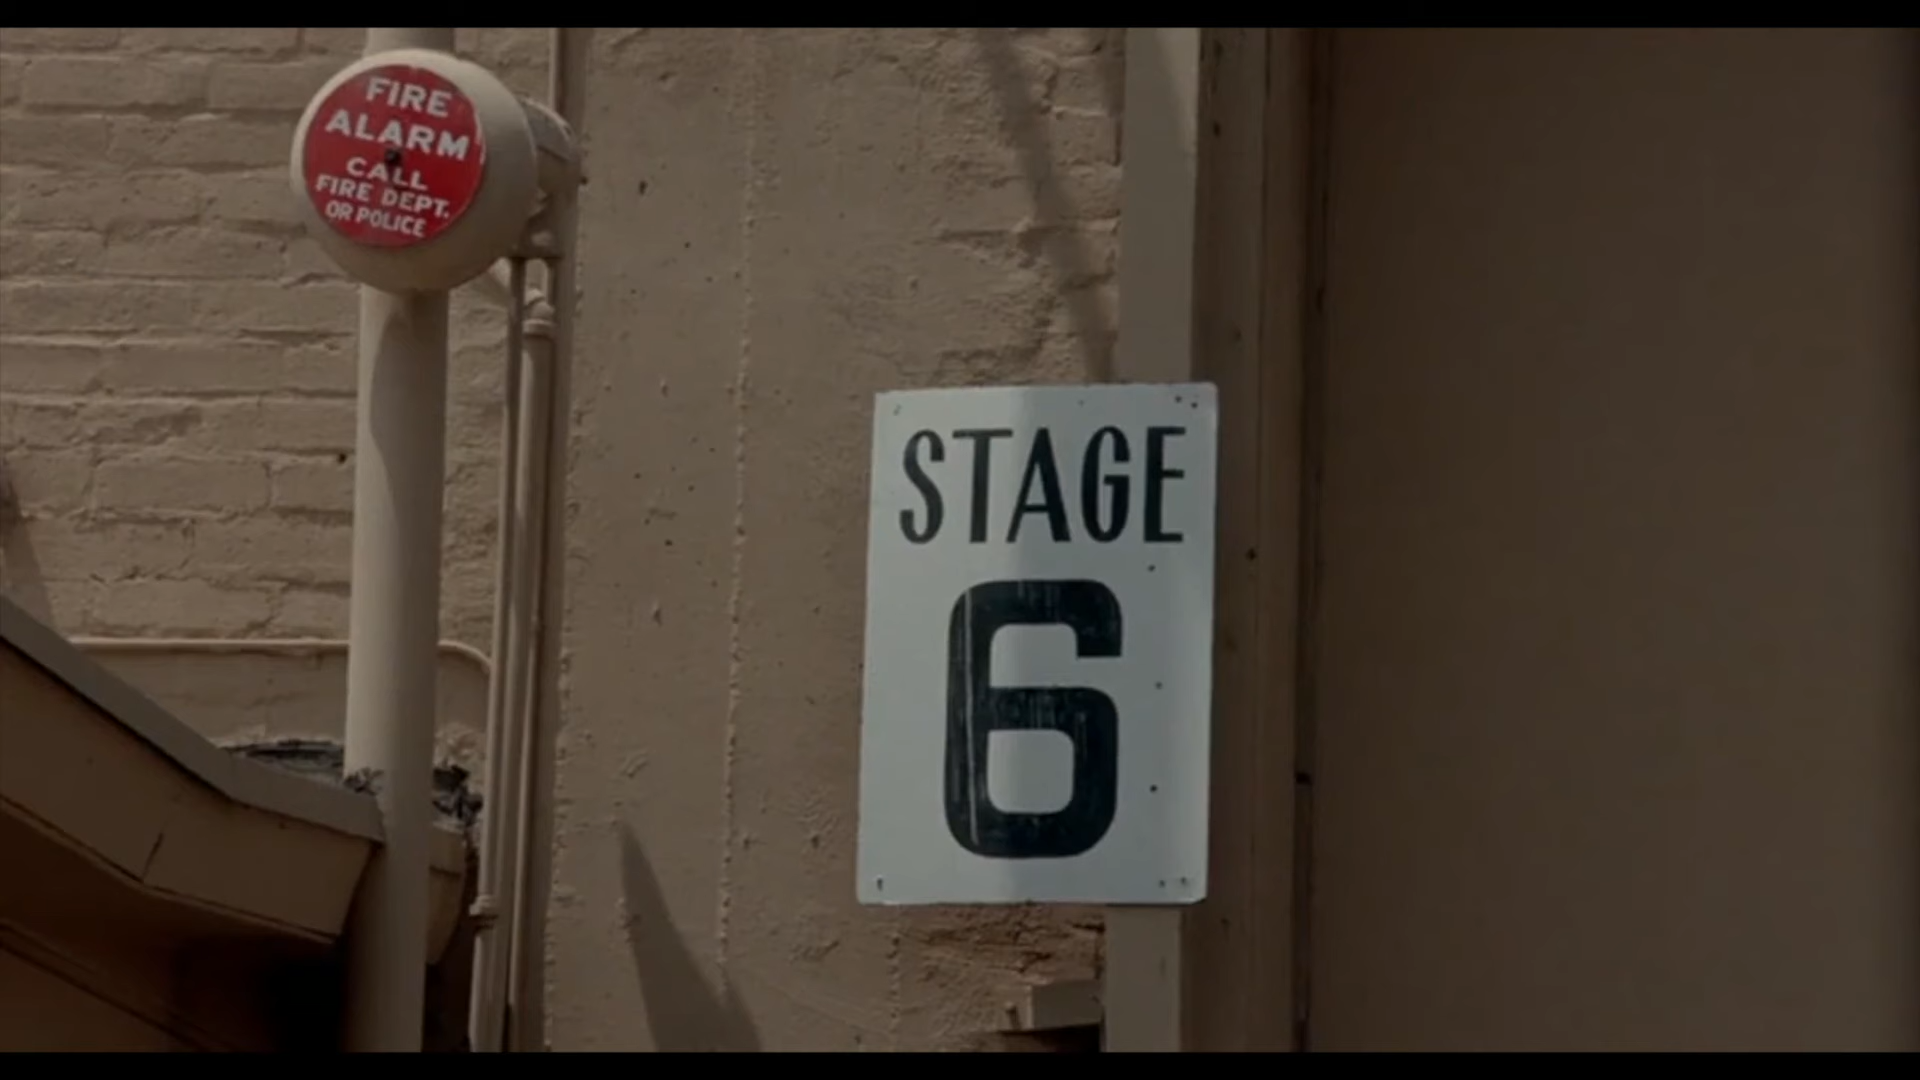 FIRE
ALARM
CALL
FIRE DEPT.
OR POLICE
STAGE
6